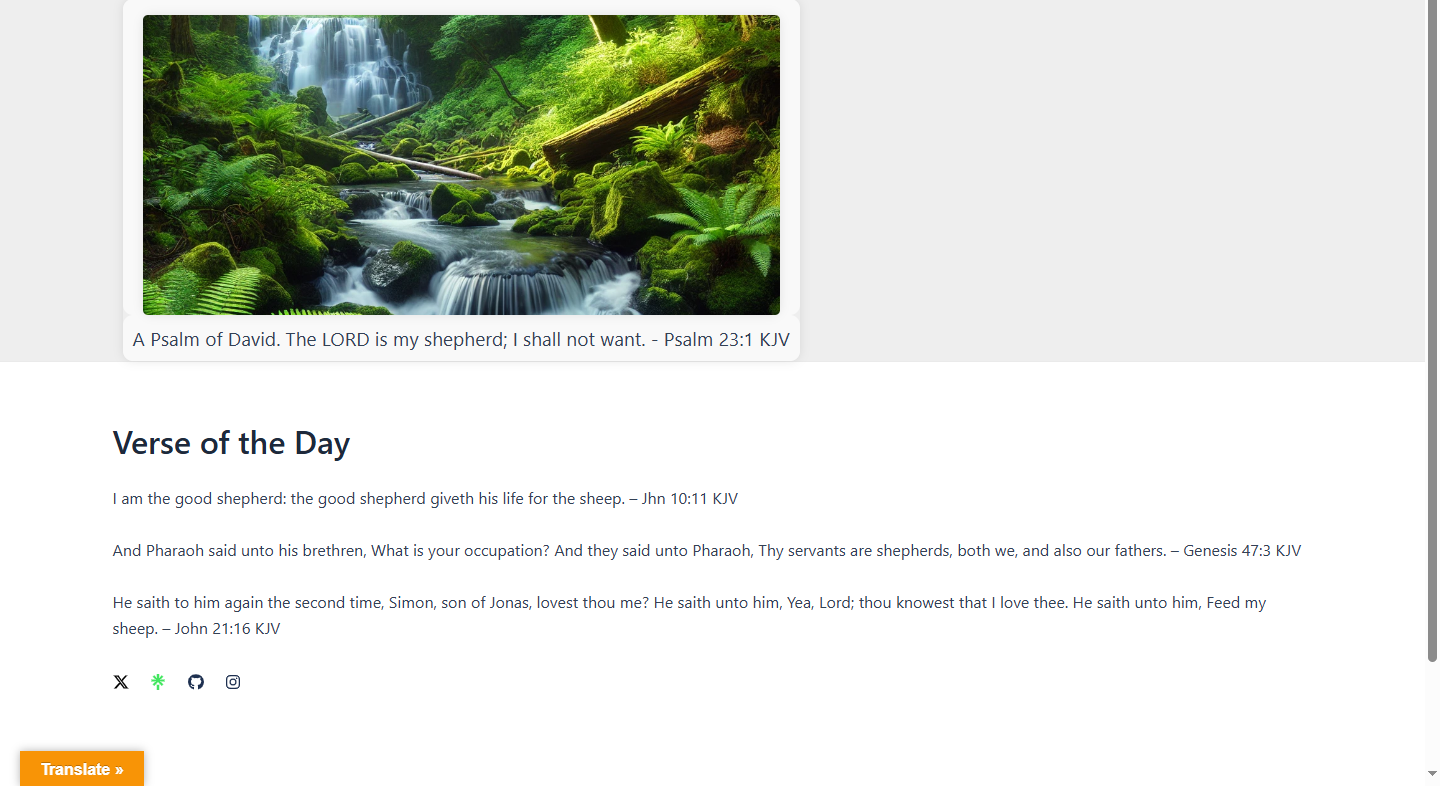 A Psalm of David. The LORD is my shepherd; I shall not want. - Psalm 23:1 KJV
Verse of the Day
I am the good shepherd: the good shepherd giveth his life for the sheep. – Jhn 10:11 KJV
And Pharaoh said unto his brethren, What is your occupation? And they said unto Pharaoh, Thy servants are shepherds, both we, and also our fathers. – Genesis 47:3 KJV
He saith to him again the second time, Simon, son of Jonas, lovest thou me? He saith unto him, Yea, Lord; thou knowest that I love thee. He saith unto him, Feed my
sheep. – John 21:16 KJV
Translate »